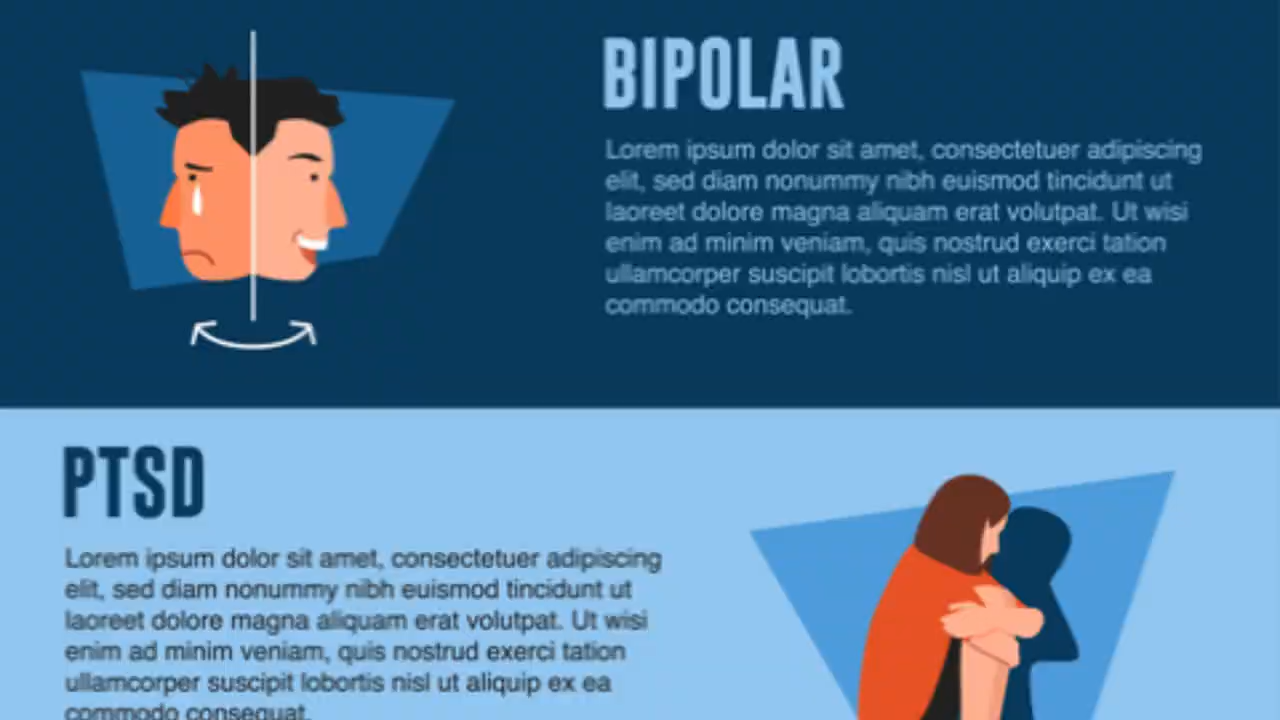 BIPOLAR
Lorem ipsum dolor sit amet, consectetuer adipiscing
elit, sed diam nonummy nibh euismod tincidunt ut
laoreet dolore magna aliquam erat volutpat. Ut wisi
enim ad minim veniam, quis nostrud exerci tation
ullamcorper suscipit lobortis nisl ut aliquip ex ea
commodo consequat.
PTSD
Lorem ipsum dolor sit amet, consectetuer adipiscing
elit, sed diam nonummy nibh euismod tincidunt ut
laoreet dolore magna aliquam erat volutpat. Ut wisi
enim ad minim veniam, quis nostrud exerci tation
ullamcorper suscipit lobortis nisl ut aliquip ex ea
commodo consequat.